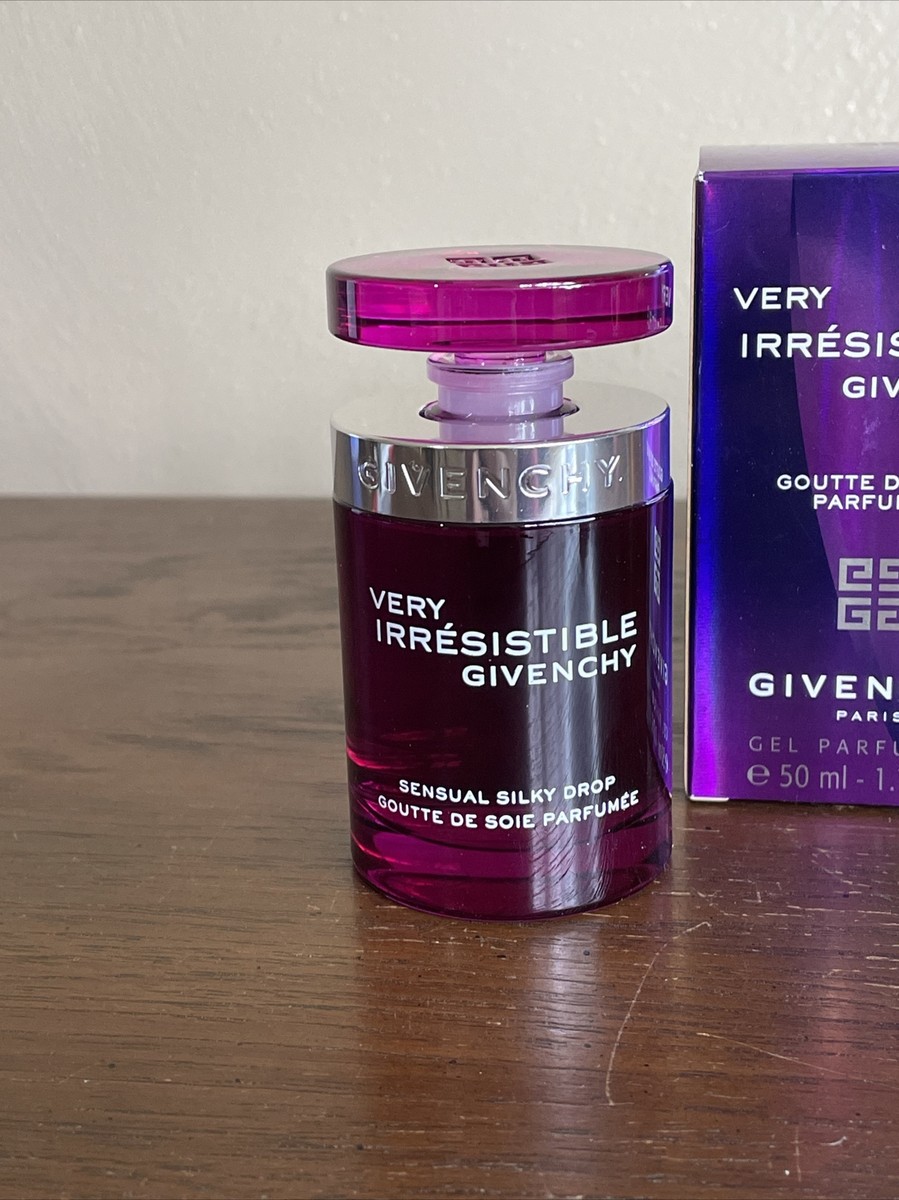 GIVENCHY
VERY
IRRÉSISTIBLE
GIVENCHY
SENSUAL SILKY DROP
GOUTTE DE SOIE PARFUMÉE
VERY
IRRÉSIS
GIV
GOUTTE D
PARFU
GIVEN
PARIS
GEL PARFU
e 50 ml - 1.